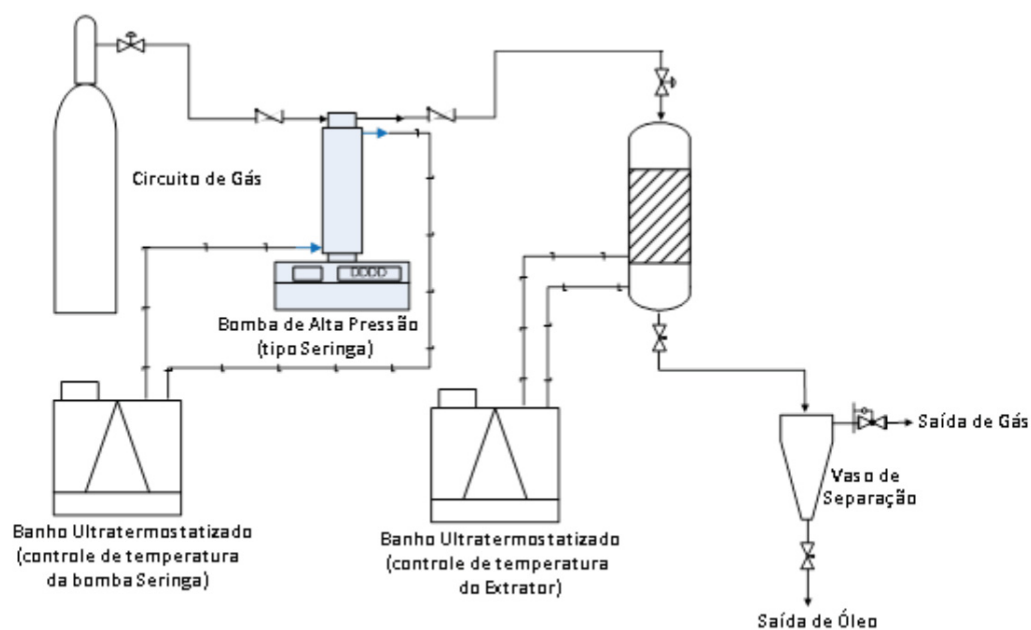 Circuito de Gás
DDDD
Bomba de Alta Pressão
(tipo Seringa)
Saída de Gás
Vaso de
Separação
Banho Ultratermostatizado
(controle de temperatura
da bomba Seringa)
Banho Ultratermostatizado
(controle de temperatura
do Extrator)
Saída de Óleo